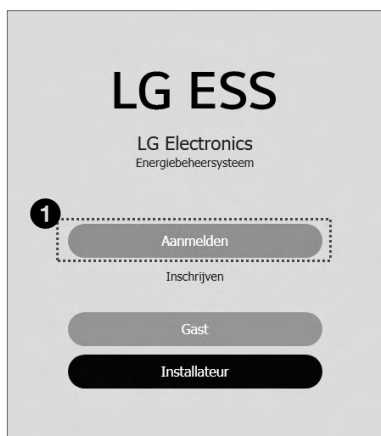 LG ESS
LG Electronics
Energiebeheersysteem
1
Aanmelden
Inschrijven
Gast
Installateur